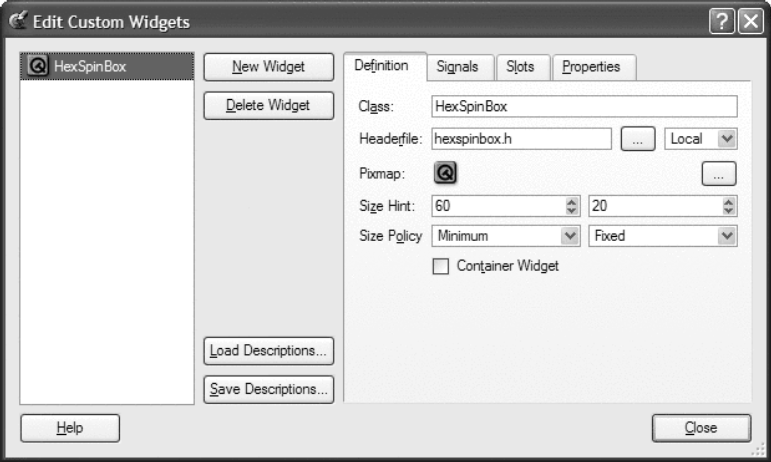 Edit Custom Widgets
HexSpinBox
New Widget
Delete Widget
Load Descriptions...
Save Descriptions...
Definition Signals Slots Properties
Class: HexSpinBox
Headerfile: hexspinbox.h ... Local
Pixmap: ...
Size Hint: 60 20
Size Policy Minimum Fixed
Container Widget
Help Close